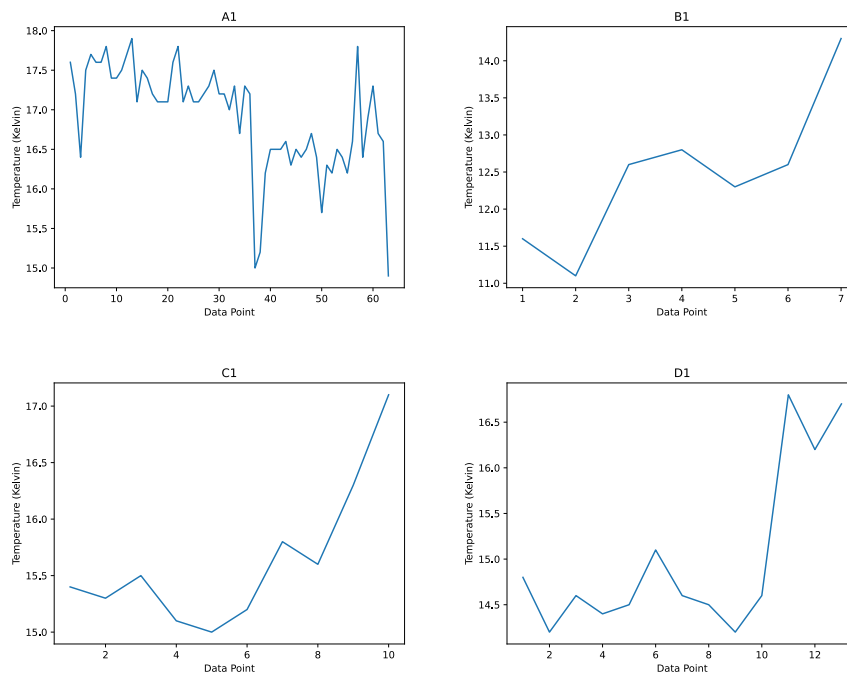 A1
18.0
17.5
17.0
16.5
16.0
15.5
15.0
Temperature (Kelvin)
0 10 20 30 40 50 60
Data Point
B1
14.0
13.5
13.0
12.5
12.0
11.5
11.0
Temperature (Kelvin)
1 2 3 4 5 6 7
Data Point
C1
17.0
16.5
16.0
15.5
15.0
Temperature (Kelvin)
2 4 6 8 10
Data Point
D1
16.5
16.0
15.5
15.0
14.5
Temperature (Kelvin)
2 4 6 8 10 12
Data Point